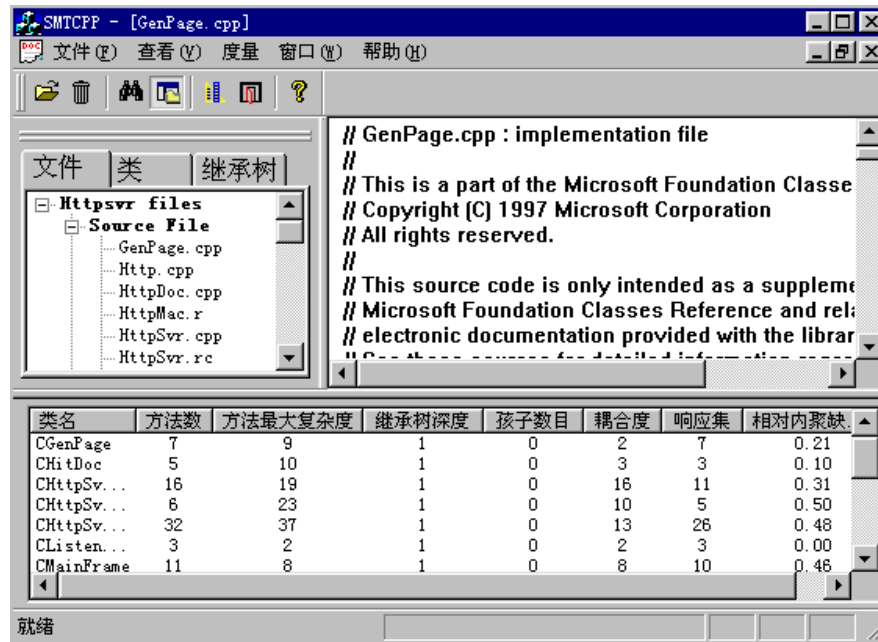 SMTCPP - [GenPage.cpp]
文件(F) 查看(V) 度量 窗口(W) 帮助(H)
文件 类 继承树
Httpsvr files
Source File
GenPage.cpp
Http.cpp
HttpDoc.cpp
HttpMac.r
HttpSvr.cpp
HttpSvr.rc
// GenPage.cpp : implementation file
//
// This is a part of the Microsoft Foundation Classe
// Copyright (C) 1997 Microsoft Corporation
// All rights reserved.
//
// This source code is only intended as a suppleme
// Microsoft Foundation Classes Reference and rela
// electronic documentation provided with the librar
类名 方法数 方法最大复杂度 继承树深度 孩子数目 耦合度 响应集 相对内聚缺.
CGenPage 7 9 1 0 2 7 0.21
CHitDoc 5 10 1 0 3 3 0.10
CHttpSv... 16 19 1 0 16 11 0.31
CHttpSv... 6 23 1 0 10 5 0.50
CHttpSv... 32 37 1 0 13 26 0.48
CListen... 3 2 1 0 2 3 0.00
CMainFrame 11 8 1 0 8 10 0.46
就绪